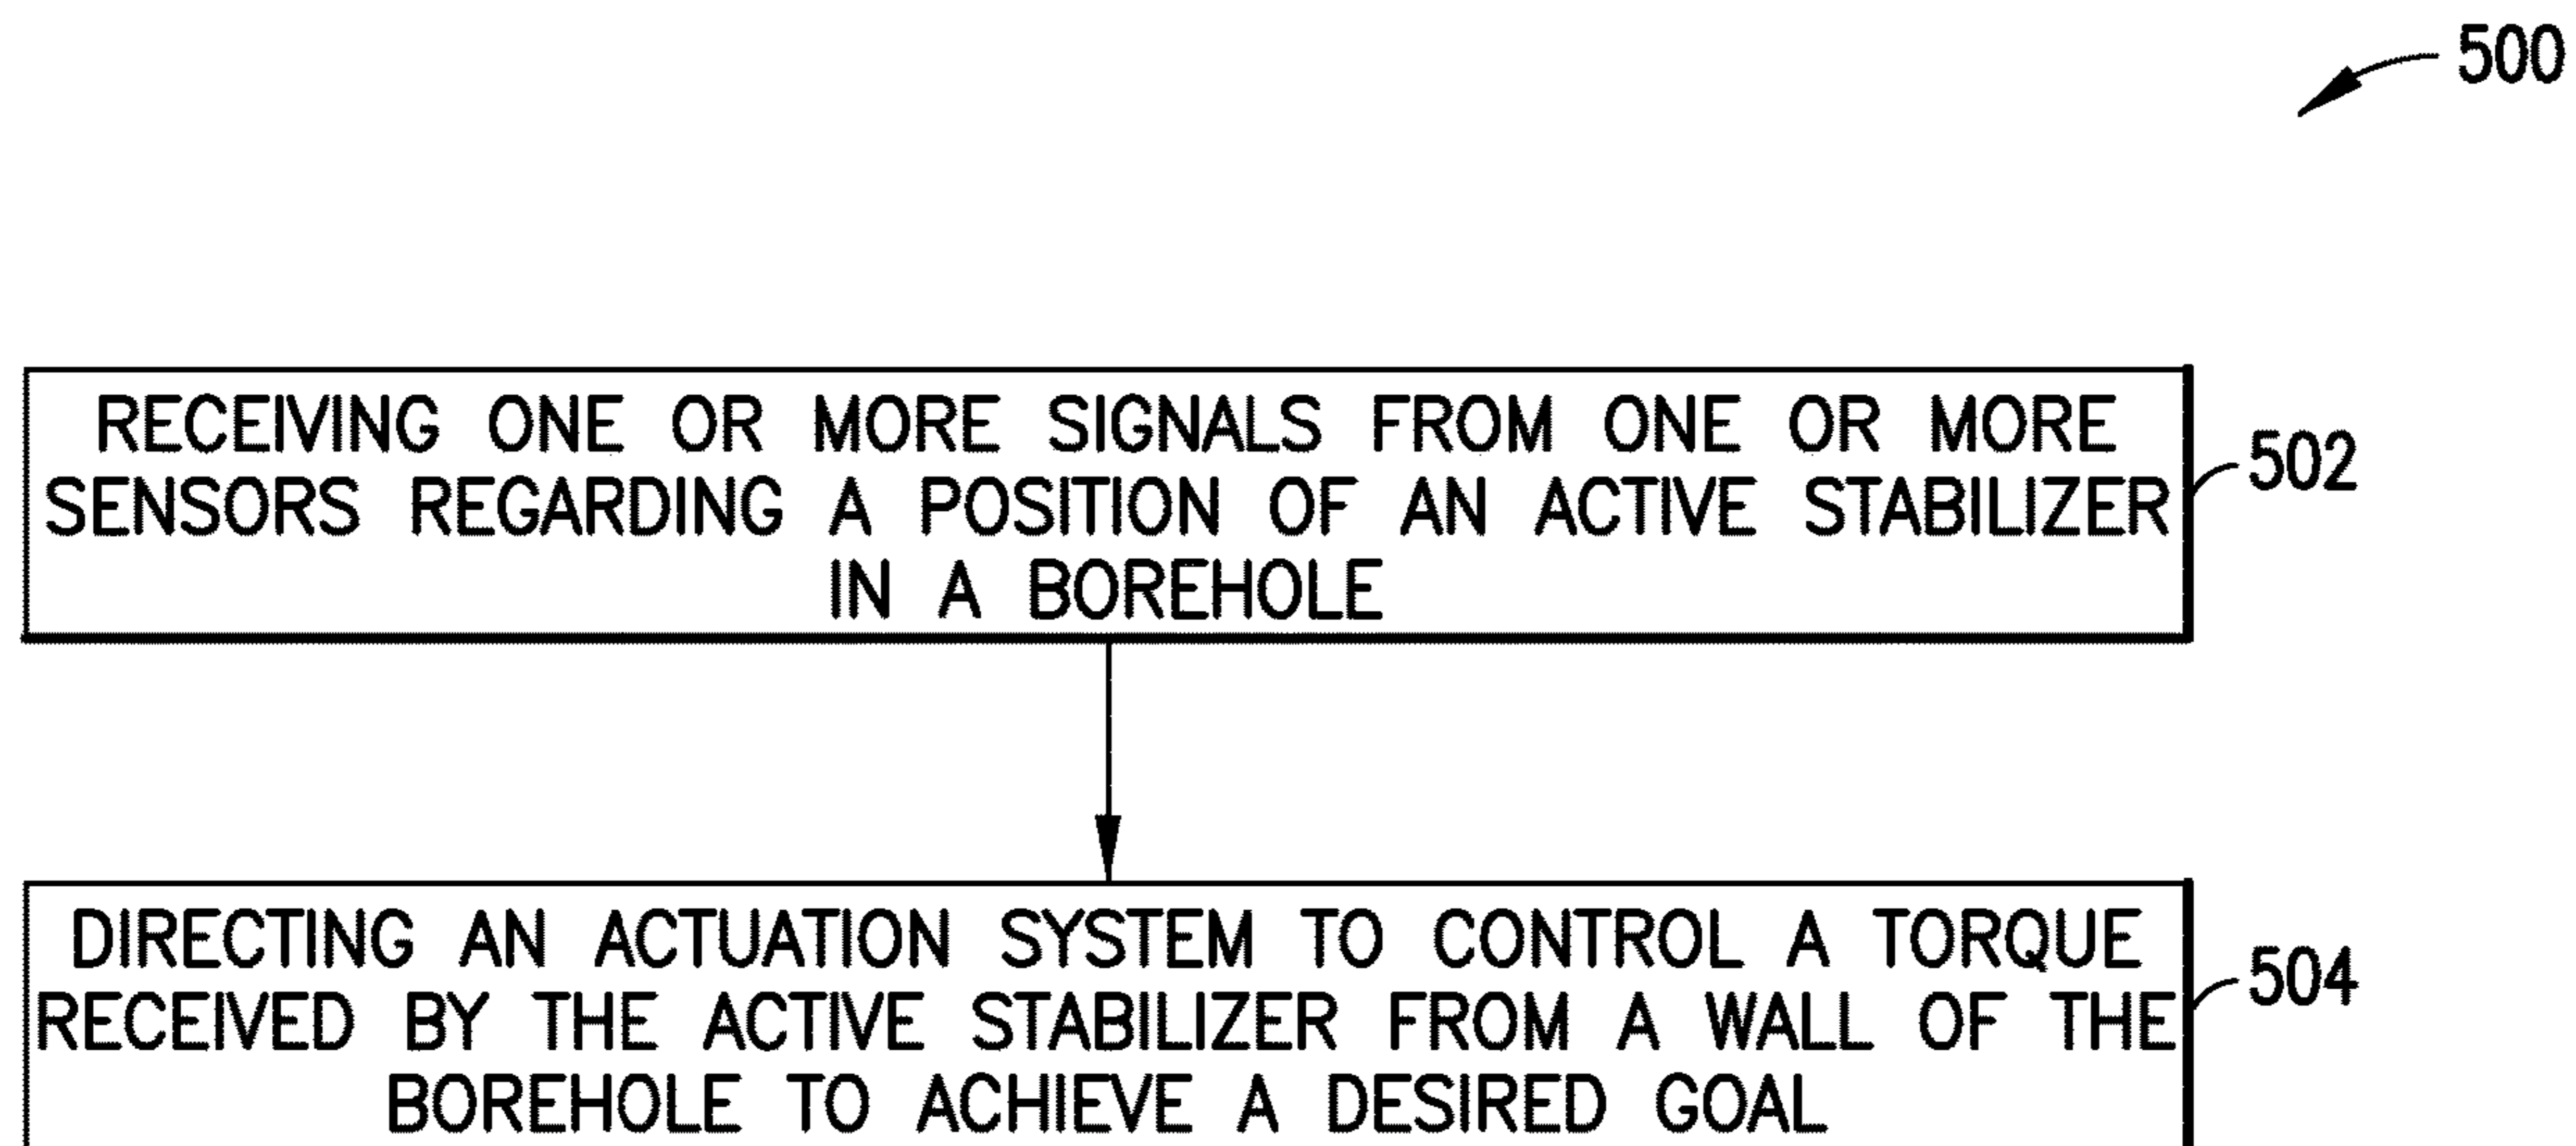 500
RECEIVING ONE OR MORE SIGNALS FROM ONE OR MORE
SENSORS REGARDING A POSITION OF AN ACTIVE STABILIZER
IN A BOREHOLE
502
DIRECTING AN ACTUATION SYSTEM TO CONTROL A TORQUE
RECEIVED BY THE ACTIVE STABILIZER FROM A WALL OF THE
BOREHOLE TO ACHIEVE A DESIRED GOAL
504